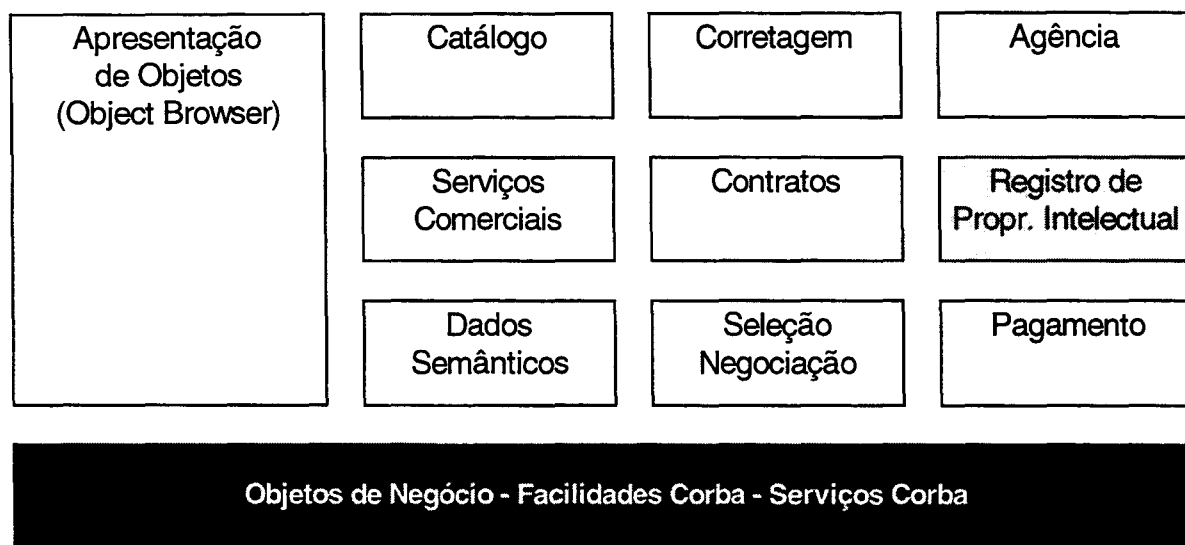 Apresentação
de Objetos
(Object Browser)
Catálogo
Corretagem
Agência
Serviços
Comerciais
Contratos
Registro de
Propr. Intelectual
Dados
Semânticos
Seleção
Negociação
Pagamento
Objetos de Negócio - Facilidades Corba - Serviços Corba